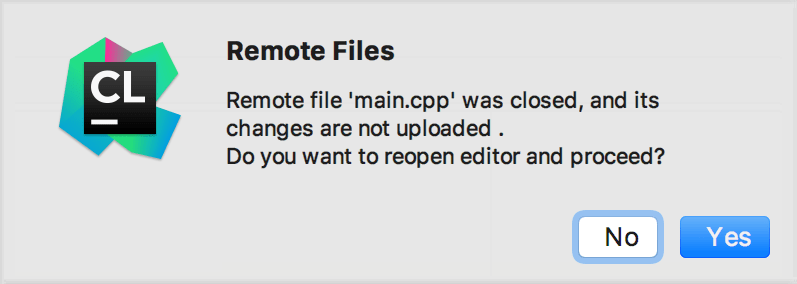 CL
Remote Files
Remote file 'main.cpp' was closed, and its
changes are not uploaded .
Do you want to reopen editor and proceed?
No
Yes